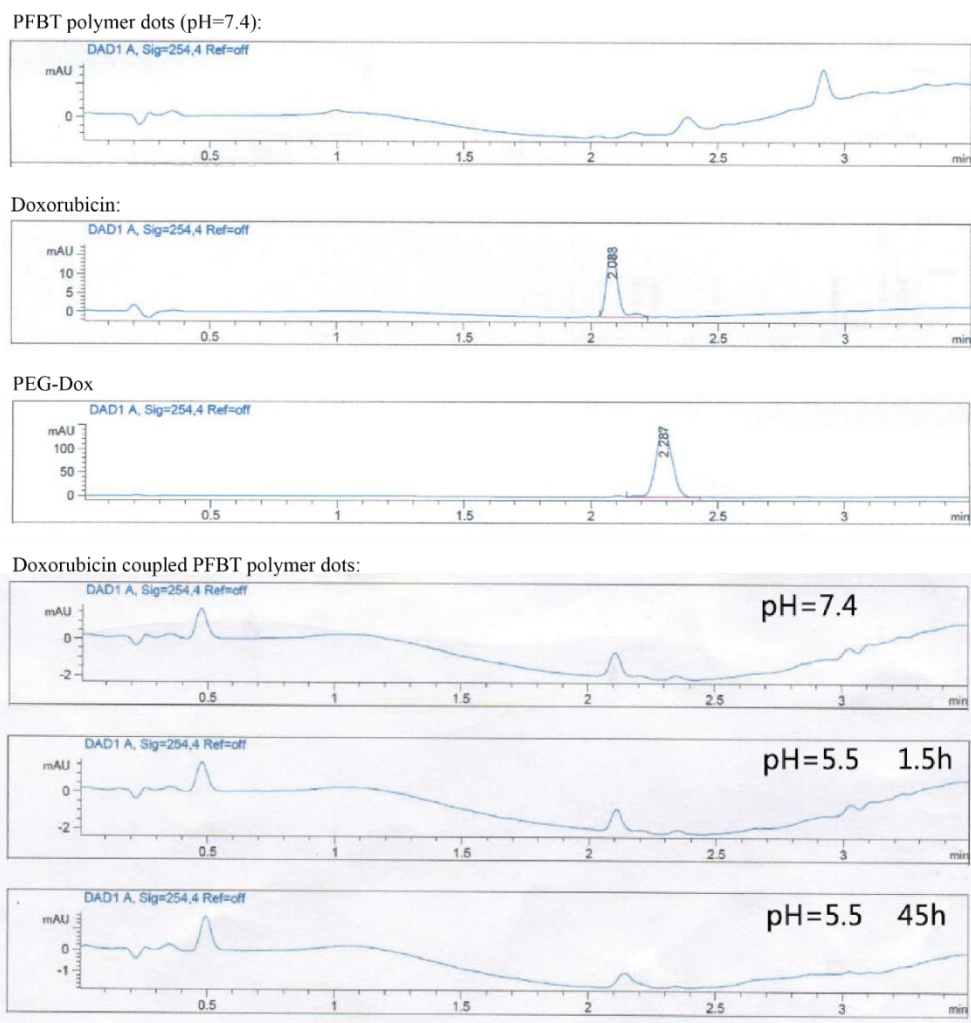 PFBT polymer dots (pH=7.4):
DAD1 A, Sig=254,4 Ref=off
mAU
0
0.5 1 1.5 2 2.5 3 min
Doxorubicin:
DAD1 A, Sig=254,4 Ref=off
mAU
10
5
0
2.088
0.5 1 1.5 2 2.5 3 min
PEG-Dox
DAD1 A, Sig=254,4 Ref=off
mAU
100
50
0
2.287
0.5 1 1.5 2 2.5 3 min
Doxorubicin coupled PFBT polymer dots:
DAD1 A, Sig=254,4 Ref=off
pH=7.4
mAU
0
-2
0.5 1 1.5 2 2.5 3 min
DAD1 A, Sig=254,4 Ref=off
pH=5.5 1.5h
mAU
0
-2
0.5 1 1.5 2 2.5 3 min
DAD1 A, Sig=254,4 Ref=off
pH=5.5 45h
mAU
0
-1
0.5 1 1.5 2 2.5 3 min